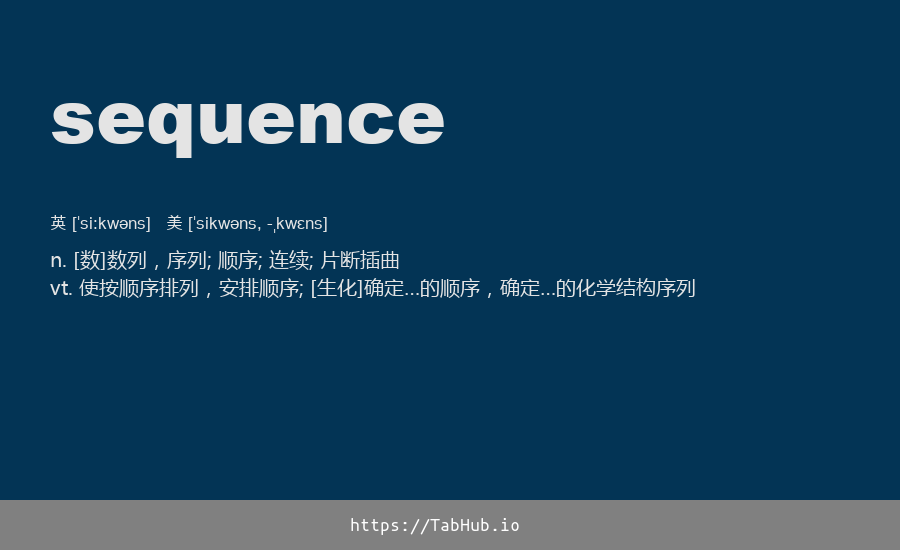 sequence
英 [ˈsiːkwəns]   美 [ˈsikwəns, -ˌkwɛns]
n. [数]数列，序列; 顺序; 连续; 片断插曲
vt. 使按顺序排列，安排顺序; [生化]确定…的顺序，确定…的化学结构序列
https://TabHub.io